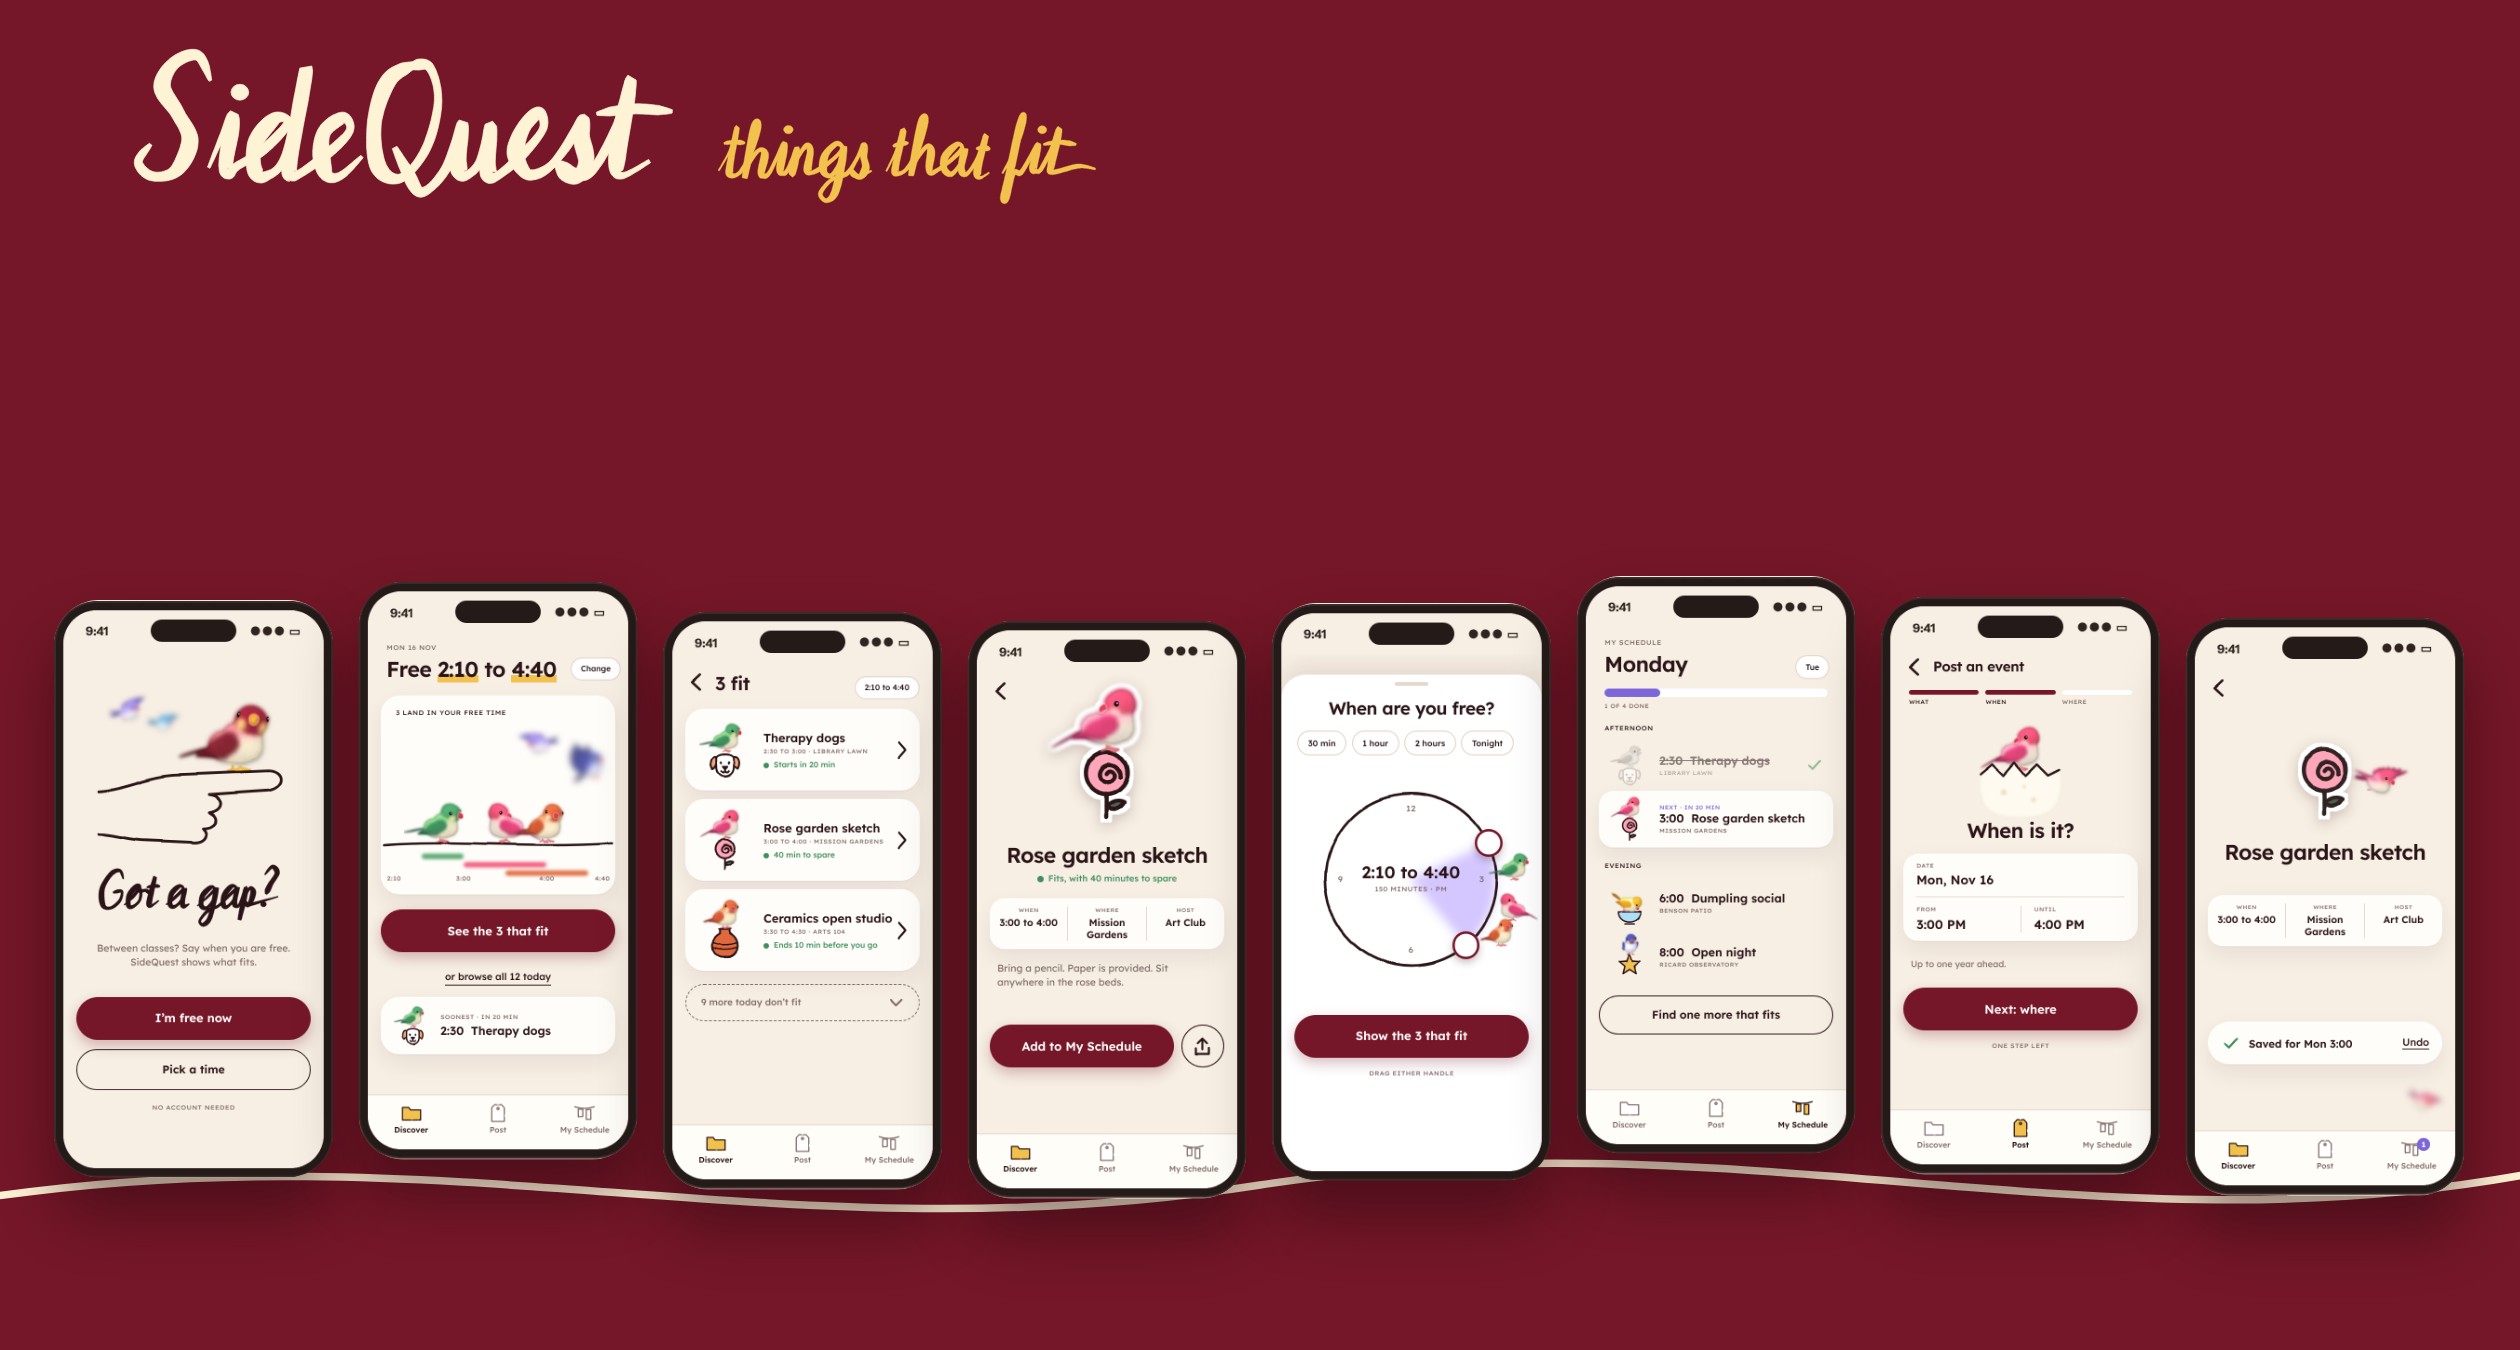 SideQuest things that fit
9:41
Got a gap?
Between classes? Say when you are free.
SideQuest shows what fits.
I'm free now
Pick a time
NO ACCOUNT NEEDED
9:41
MON 16 NOV
Free 2:10 to 4:40
Change
3 LAND IN YOUR FREE TIME
2:10 3:00 4:00 4:40
See the 3 that fit
or browse all 12 today
SOONEST · IN 20 MIN
2:30 Therapy dogs
Discover Post My Schedule
9:41
3 fit
2:10 to 4:40
Therapy dogs
2:30 TO 3:00 · LIBRARY LAWN
Starts in 20 min
Rose garden sketch
3:00 TO 4:00 · MISSION GARDENS
40 min to spare
Ceramics open studio
3:30 TO 4:30 · ARTS 104
Ends 10 min before you go
9 more today don't fit
Discover Post My Schedule
9:41
Rose garden sketch
Fits, with 40 minutes to spare
WHEN WHERE HOST
3:00 to 4:00 Mission Art Club
Gardens
Bring a pencil. Paper is provided. Sit
anywhere in the rose beds.
Add to My Schedule
Discover Post My Schedule
9:41
When are you free?
30 min 1 hour 2 hours Tonight
12
2:10 to 4:40
9 3
150 MINUTES · PM
6
Show the 3 that fit
DRAG EITHER HANDLE
9:41
MY SCHEDULE
Monday
Tue
1 OF 4 DONE
AFTERNOON
2:30 Therapy dogs
LIBRARY LAWN
NEXT · IN 20 MIN
3:00 Rose garden sketch
MISSION GARDENS
EVENING
6:00 Dumpling social
BENSON PATIO
8:00 Open night
RICARD OBSERVATORY
Find one more that fits
Discover Post My Schedule
9:41
Post an event
WHAT WHEN WHERE
When is it?
DATE
Mon, Nov 16
FROM UNTIL
3:00 PM 4:00 PM
Up to one year ahead.
Next: where
ONE STEP LEFT
Discover Post My Schedule
9:41
Rose garden sketch
WHEN WHERE HOST
3:00 to 4:00 Mission Art Club
Gardens
Saved for Mon 3:00 Undo
1
Discover Post My Schedule